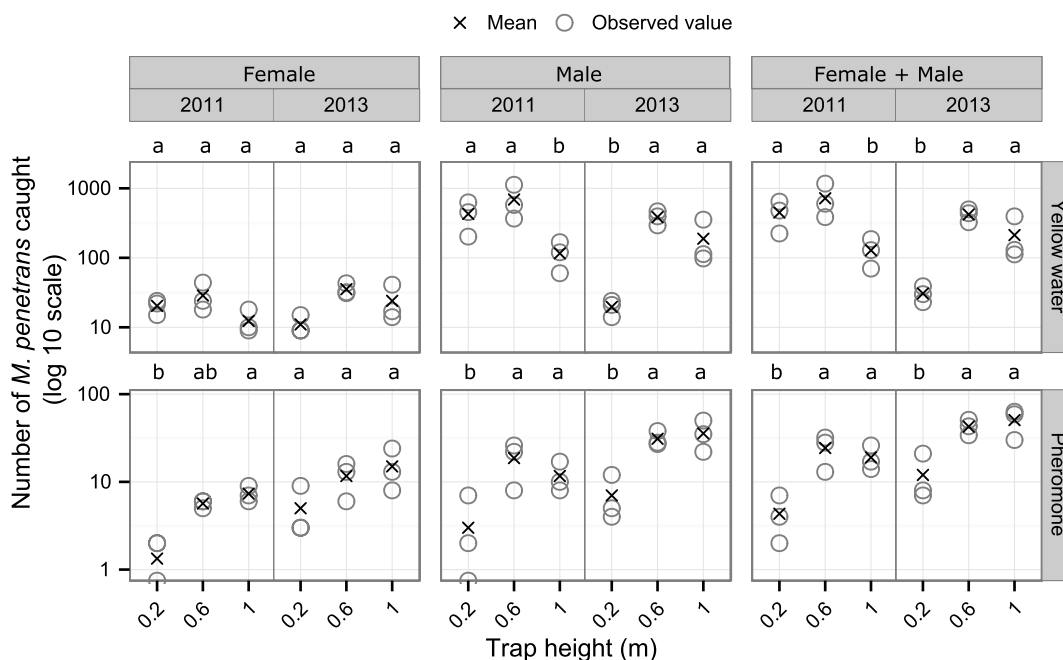 Mean Observed value
Female Male Female + Male
2011 2013 2011 2013 2011 2013
a a a a a a a a b b a a a a b b a a
Number of M. penetrans caught
(log 10 scale)
1000
100
10
Yellow water
b ab a a a a b a a b a a b a a b a a
100
10
1
Pheromone
0.2 0.6 1 0.2 0.6 1 0.2 0.6 1 0.2 0.6 1 0.2 0.6 1 0.2 0.6 1
Trap height (m)